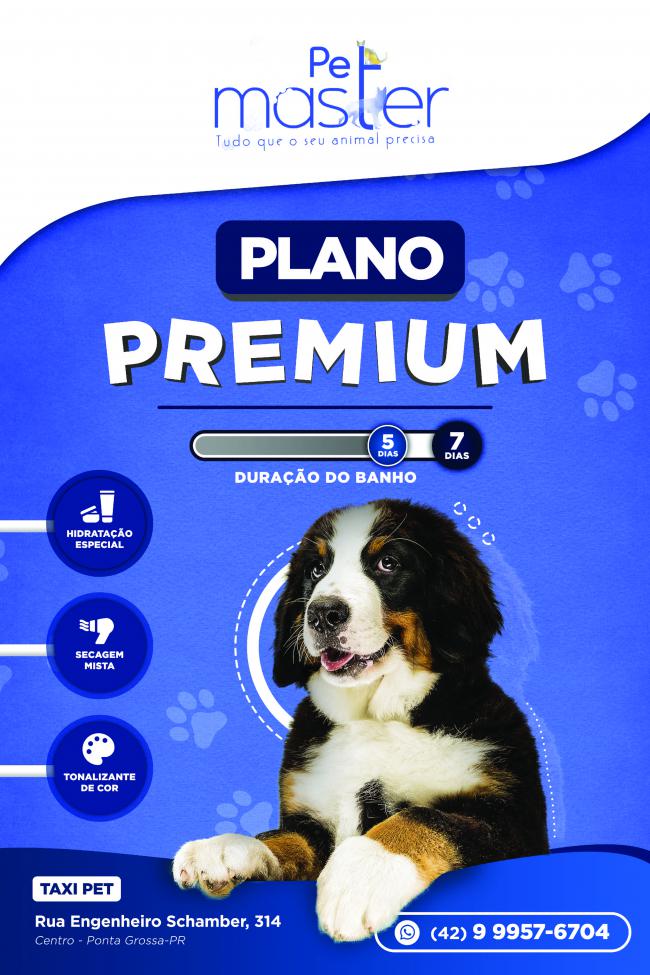 Pet
master
Tudo que o seu animal precisa
PLANO
PREMIUM
5
DIAS
7
DIAS
DURAÇÃO DO BANHO
HIDRATAÇÃO
ESPECIAL
SECAGEM
MISTA
TONALIZANTE
DE COR
TAXI PET
Rua Engenheiro Schamber, 314
Centro - Ponta Grossa-PR
(42) 9 9957-6704